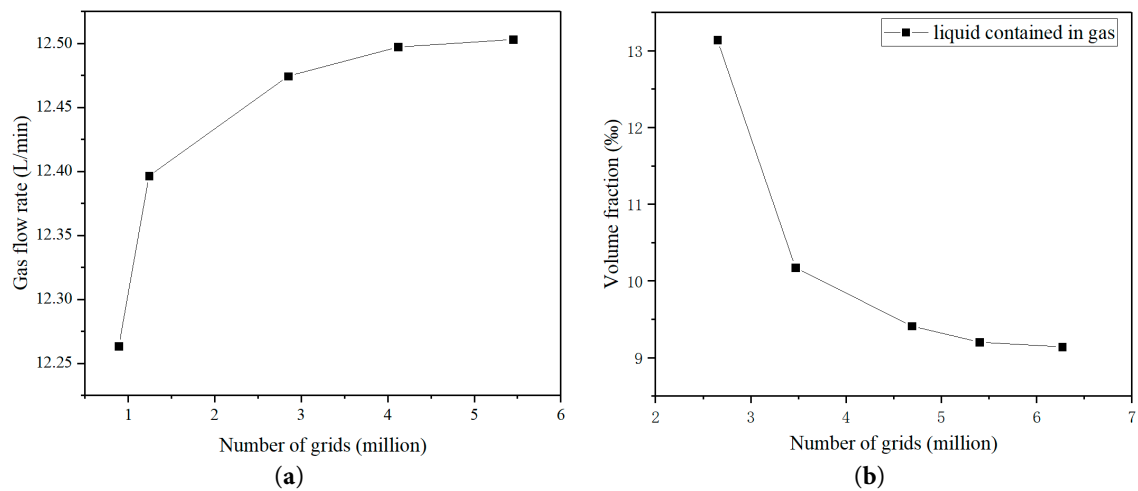 12.50
12.45
12.40
12.35
12.30
12.25
Gas flow rate (L/min)
1 2 3 4 5 6
Number of grids (million)
(a)
liquid contained in gas
13
12
11
10
9
Volume fraction (‰)
2 3 4 5 6 7
Number of grids (million)
(b)